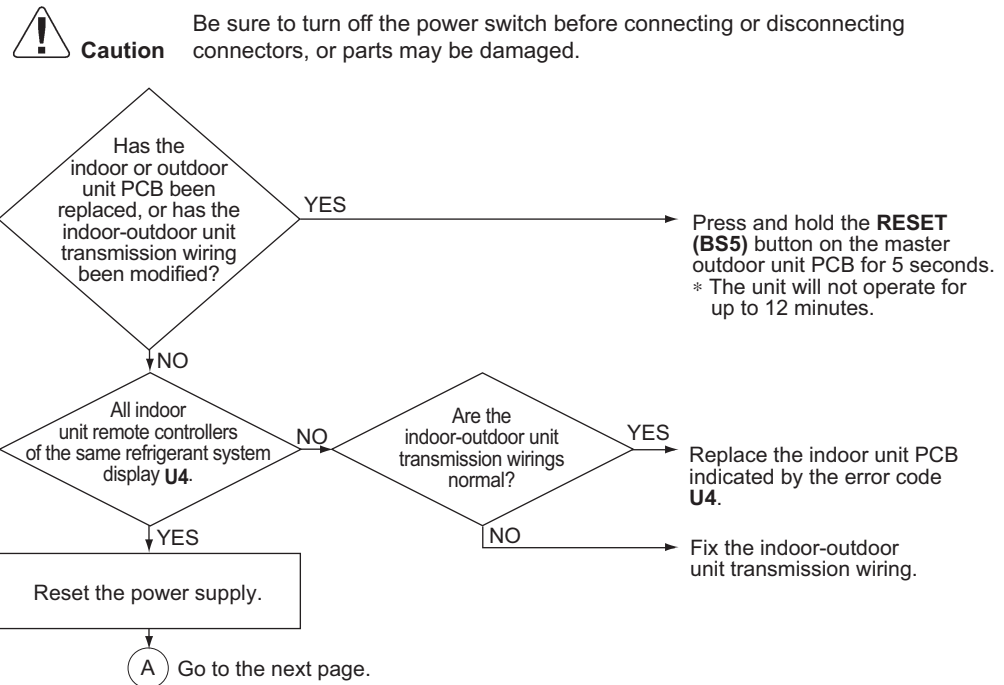 Be sure to turn off the power switch before connecting or disconnecting
Caution connectors, or parts may be damaged.
Has the
indoor or outdoor
unit PCB been
replaced, or has the
indoor-outdoor unit
transmission wiring
been modified?
YES
Press and hold the RESET
(BS5) button on the master
outdoor unit PCB for 5 seconds.
* The unit will not operate for
up to 12 minutes.
NO
All indoor
unit remote controllers
of the same refrigerant system
display U4.
NO
Are the
indoor-outdoor unit
transmission wirings
normal?
YES
Replace the indoor unit PCB
indicated by the error code
U4.
NO
Fix the indoor-outdoor
unit transmission wiring.
YES
Reset the power supply.
A Go to the next page.